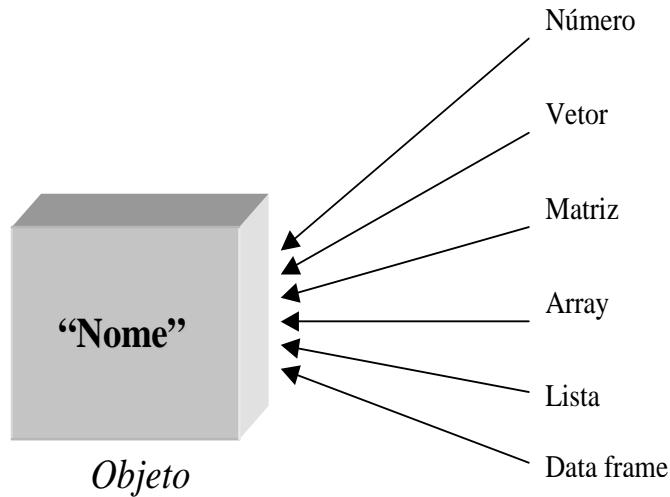 Número
Vetor
Matriz
“Nome”
Array
Lista
Data frame
Objeto